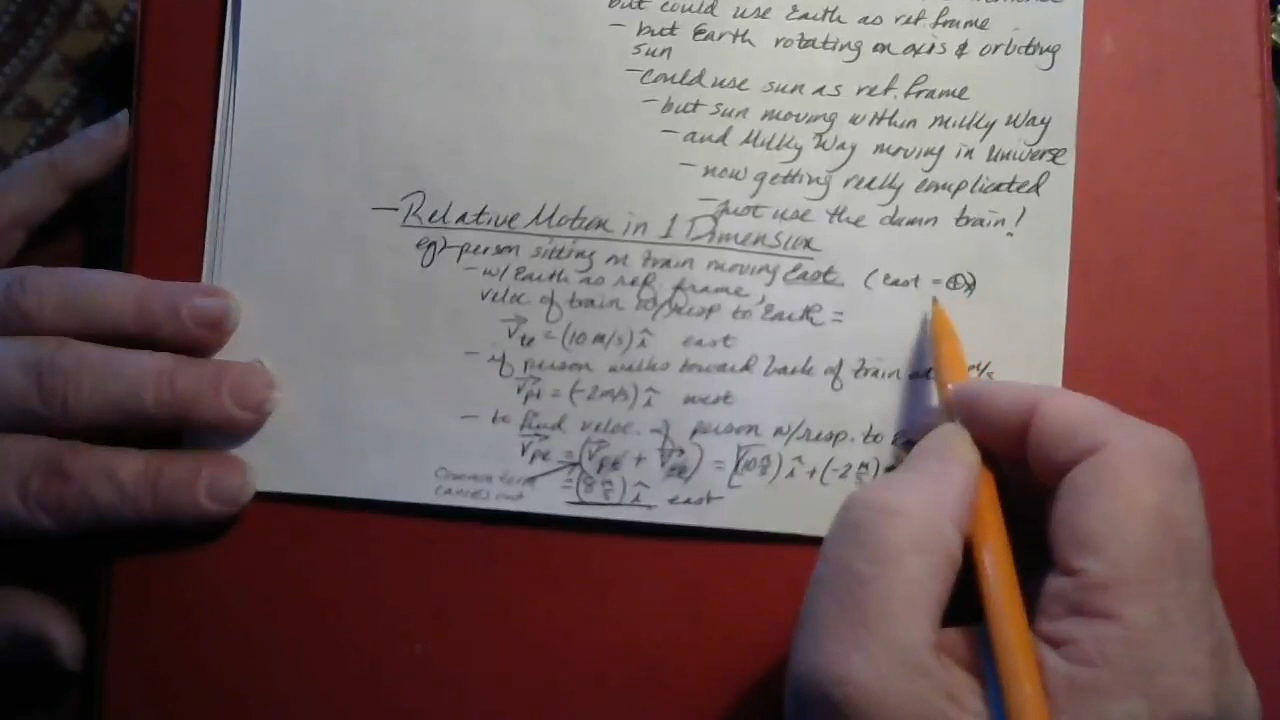 but could use Earth as ref. frame
- but Earth rotating on axis & orbiting
sun
- could use sun as ref. frame
- but sun moving within Milky Way
- and Milky Way moving in Universe
- now getting really complicated
- Just use the damn train!
- Relative Motion in 1 Dimension
eg)- person sitting on train moving East (east = ⊕x)
- w/ Earth as ref. frame,
veloc of train w/resp to Earth =
V⃗te = (10 m/s) î east
- if person walks toward back of train m/s
V⃗pt = (-2m/s) î west
- to find veloc. of person w/resp. to
V⃗pe = (V⃗pt + V⃗te) = [(10 m/s) î + (-2 m/s)
Common term
cancels out
= (8 m/s) î east